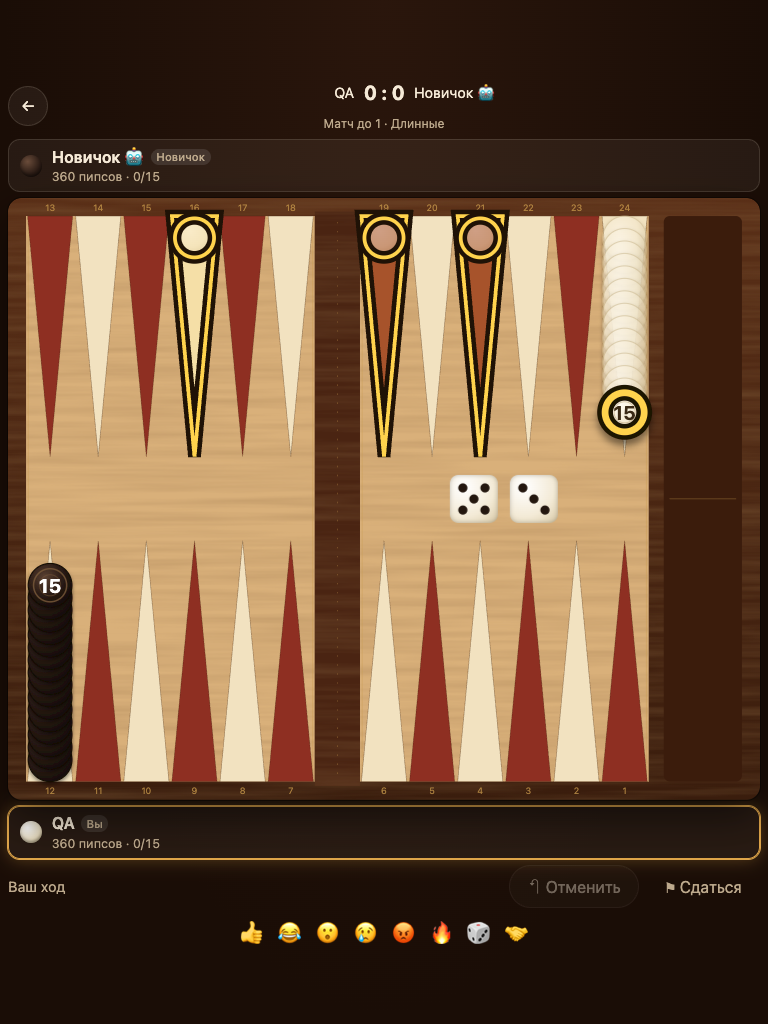 QA 0 : 0 Новичок
Матч до 1 · Длинные
Новичок Новичок
360 пипсов · 0/15
13 14 15 16 17 18 19 20 21 22 23 24
15
15
12 11 10 9 8 7 6 5 4 3 2 1
QA Вы
360 пипсов · 0/15
Ваш ход Отменить Сдаться